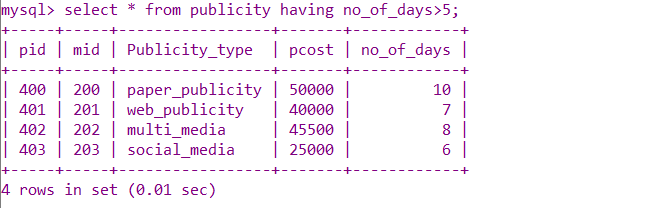 mysql> select * from publicity having no_of_days>5;
+-----+-----+-----------------+-------+------------+
| pid | mid | Publicity_type  | pcost | no_of_days |
+-----+-----+-----------------+-------+------------+
| 400 | 200 | paper_publicity | 50000 |         10 |
| 401 | 201 | web_publicity   | 40000 |          7 |
| 402 | 202 | multi_media     | 45500 |          8 |
| 403 | 203 | social_media    | 25000 |          6 |
+-----+-----+-----------------+-------+------------+
4 rows in set (0.01 sec)